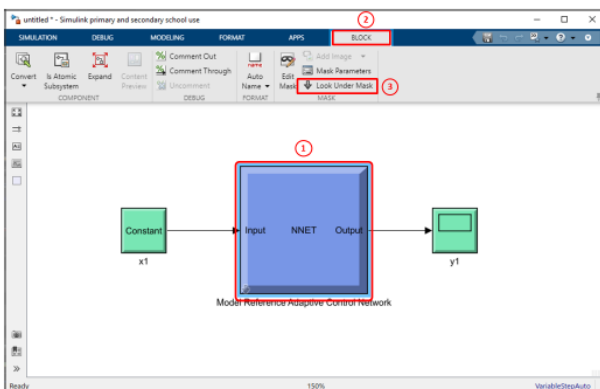 untitled * - Simulink primary and secondary school use
2
SIMULATION DEBUG MODELING FORMAT APPS BLOCK
Convert
Is Atomic
Subsystem
Expand
Content
Preview
COMPONENT
Comment Out
Comment Through
Uncomment
DEBUG
name
Auto
Name
FORMAT
Edit
Mask
Add Image
Mask Parameters
Look Under Mask
3
MASK
1
Constant
x1
Input NNET Output
Model Reference Adaptive Control Network
y1
Ready 150% VariableStepAuto